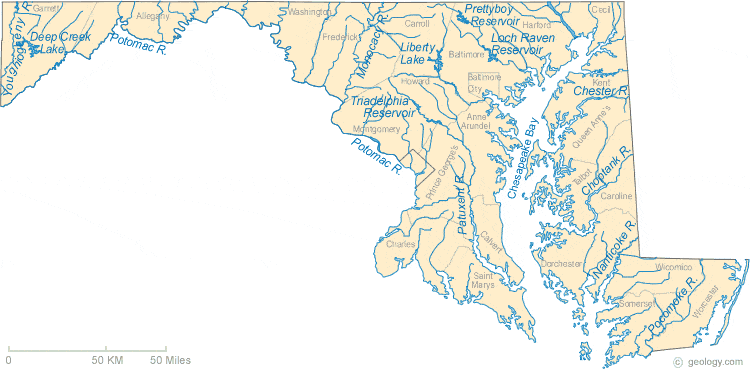 Garrett
Allegany
Washington
Frederick
Carroll
Harford
Cecil
Youghiogheny R.
Deep Creek
Lake
Potomac R.
Monocacy R.
Prettyboy
Reservoir
Loch Raven
Reservoir
Liberty
Lake
Baltimore
Baltimore
City
Howard
Triadelphia
Reservoir
Montgomery
Potomac R.
Anne
Arundel
Prince George's
Patuxent R.
Chesapeake Bay
Kent
Chester R.
Queen Anne's
Talbot
Choptank R.
Caroline
Charles
Calvert
Saint
Marys
Dorchester
Nanticoke R.
Wicomico
Somerset
Pocomoke R.
Worcester
0 50 KM 50 Miles
© geology.com